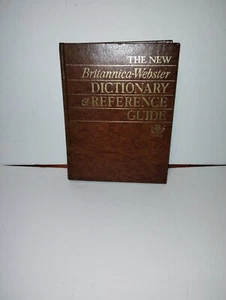 THE NEW
Britannica-Webster
DICTIONARY
& REFERENCE
GUIDE